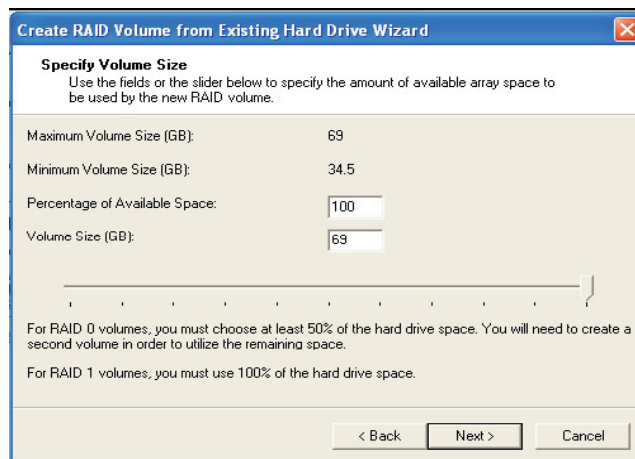 Create RAID Volume from Existing Hard Drive Wizard
Specify Volume Size
Use the fields or the slider below to specify the amount of available array space to
be used by the new RAID volume.
Maximum Volume Size (GB): 69
Minimum Volume Size (GB): 34.5
Percentage of Available Space: 100
Volume Size (GB): 69
For RAID 0 volumes, you must choose at least 50% of the hard drive space. You will need to create a
second volume in order to utilize the remaining space.
For RAID 1 volumes, you must use 100% of the hard drive space.
< Back Next > Cancel